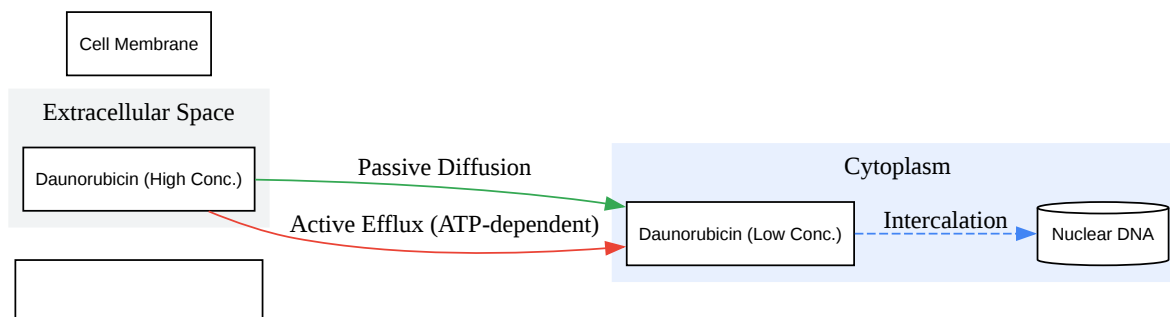 Cell Membrane
Extracellular Space
Daunorubicin (High Conc.)
Passive Diffusion
Active Efflux (ATP-dependent)
Cytoplasm
Daunorubicin (Low Conc.)
Intercalation
Nuclear DNA